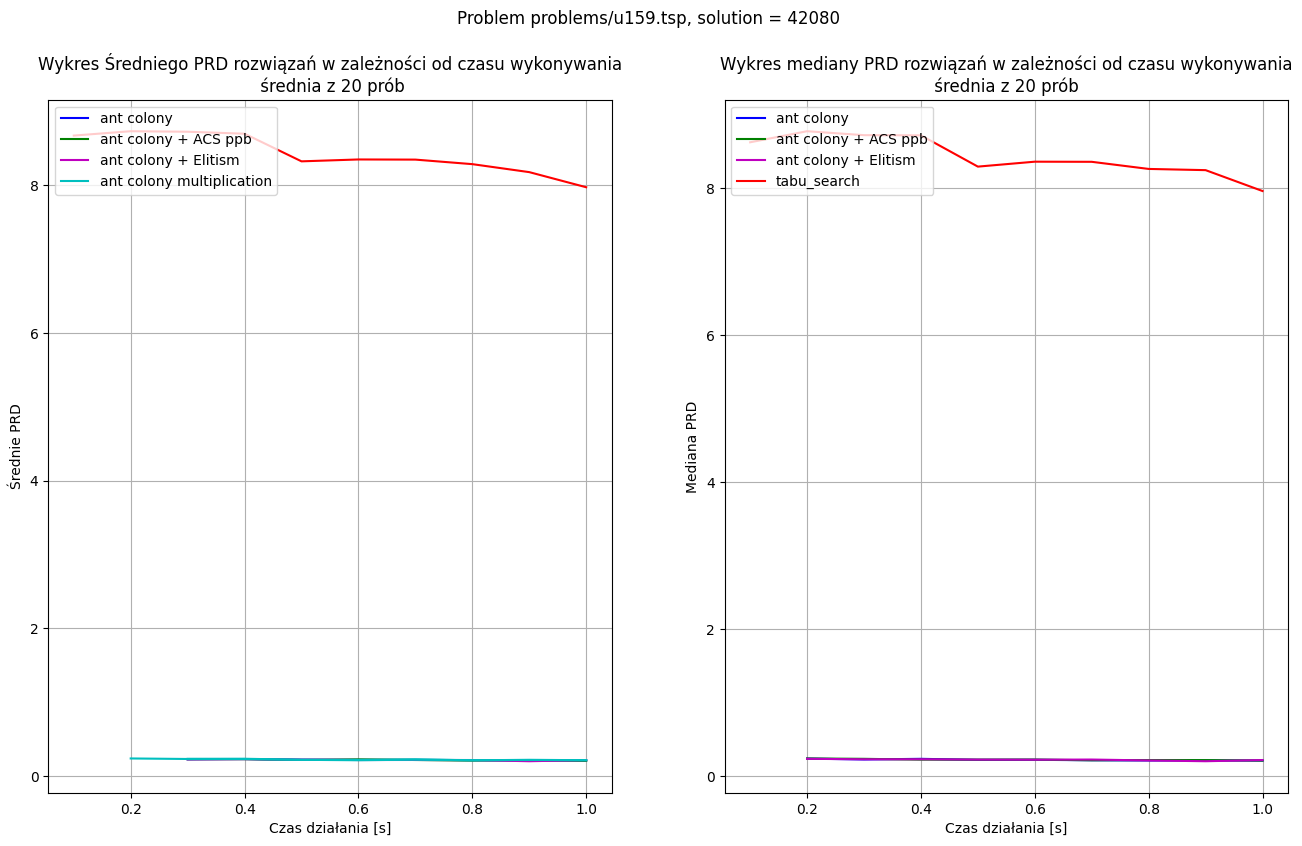 Problem problems/u159.tsp, solution = 42080
Wykres Średniego PRD rozwiązań w zależności od czasu wykonywania
średnia z 20 prób
ant colony
ant colony + ACS ppb
ant colony + Elitism
ant colony multiplication
8
6
4
2
0
Średnie PRD
0.2
0.4
0.6
0.8
1.0
Czas działania [s]
Wykres mediany PRD rozwiązań w zależności od czasu wykonywania
średnia z 20 prób
ant colony
ant colony + ACS ppb
ant colony + Elitism
tabu_search
8
6
4
2
0
Mediana PRD
0.2
0.4
0.6
0.8
1.0
Czas działania [s]